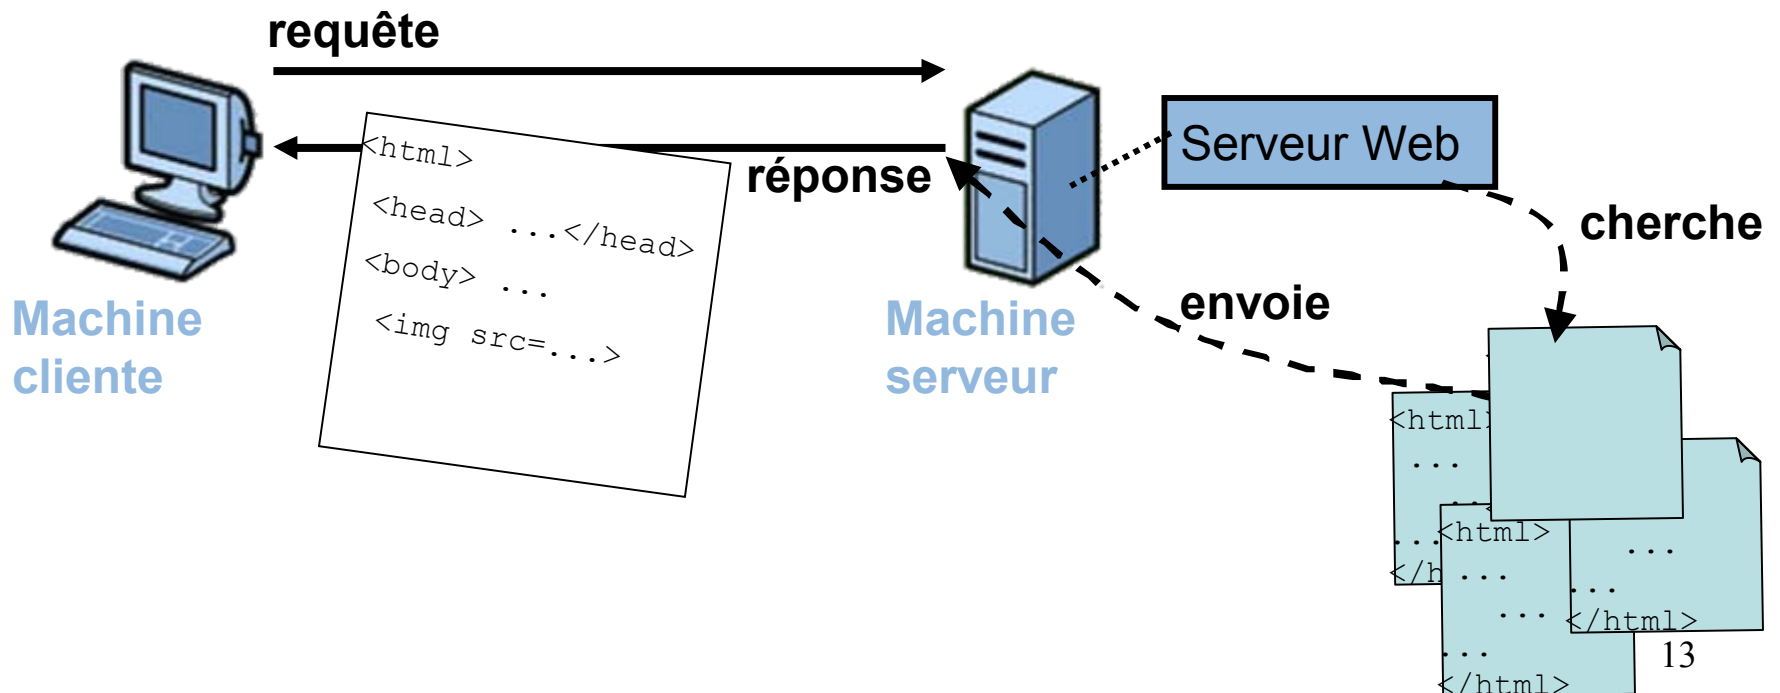 requête
<html>
<head> ...</head>
<body> ...
<img src=...>
réponse
Serveur Web
cherche
envoie
Machine
cliente
Machine
serveur
<html>
...
...
...
</h
<html>
...
...
...
</html>
...
...
</html>
13